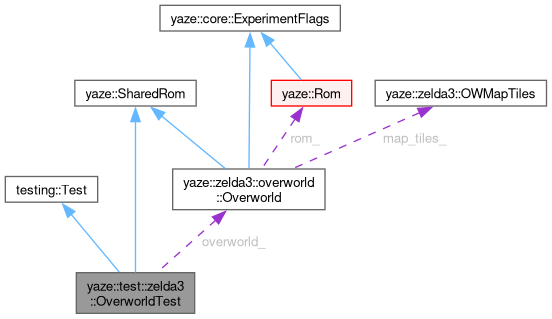 yaze::core::ExperimentFlags
yaze::SharedRom
yaze::Rom
yaze::zelda3::OWMapTiles
rom_
map_tiles_
testing::Test
yaze::zelda3::overworld
::Overworld
overworld_
yaze::test::zelda3
::OverworldTest